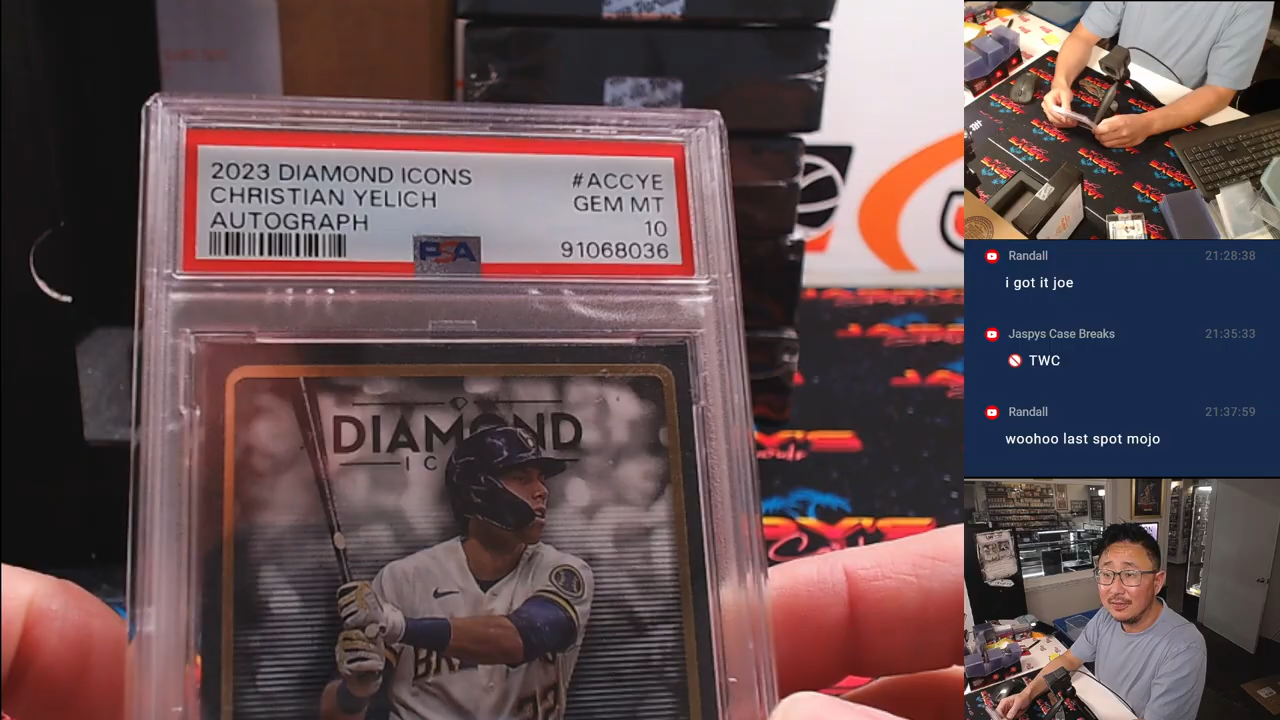 2023 DIAMOND ICONS
CHRISTIAN YELICH
AUTOGRAPH
#ACCYE
GEM MT
10
91068036
PSA
DIAMOND
IC
Randall 21:28:38
i got it joe
Jaspys Case Breaks 21:35:33
TWC
Randall 21:37:59
woohoo last spot mojo